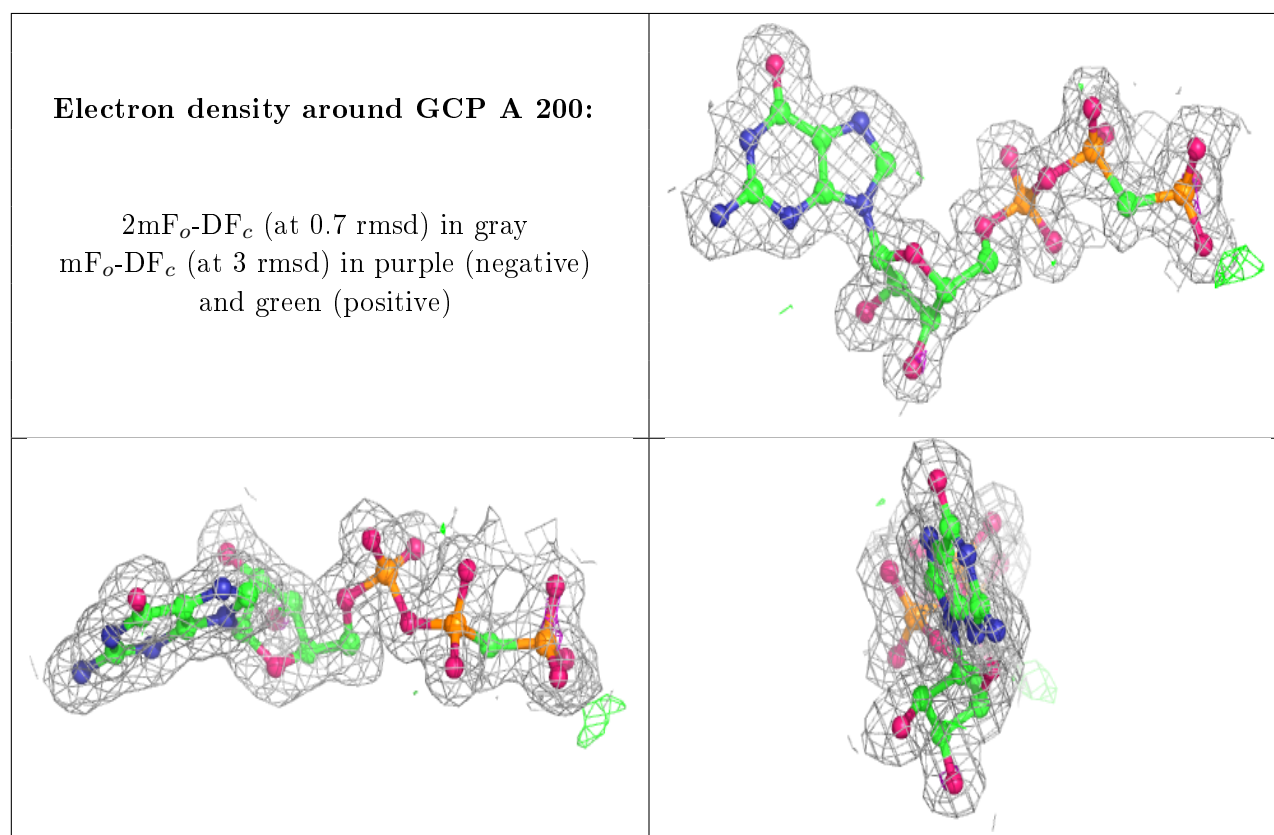 Electron density around GCP A 200:
2mFₒ-DF𝒸 (at 0.7 rmsd) in gray
mFₒ-DF𝒸 (at 3 rmsd) in purple (negative)
and green (positive)